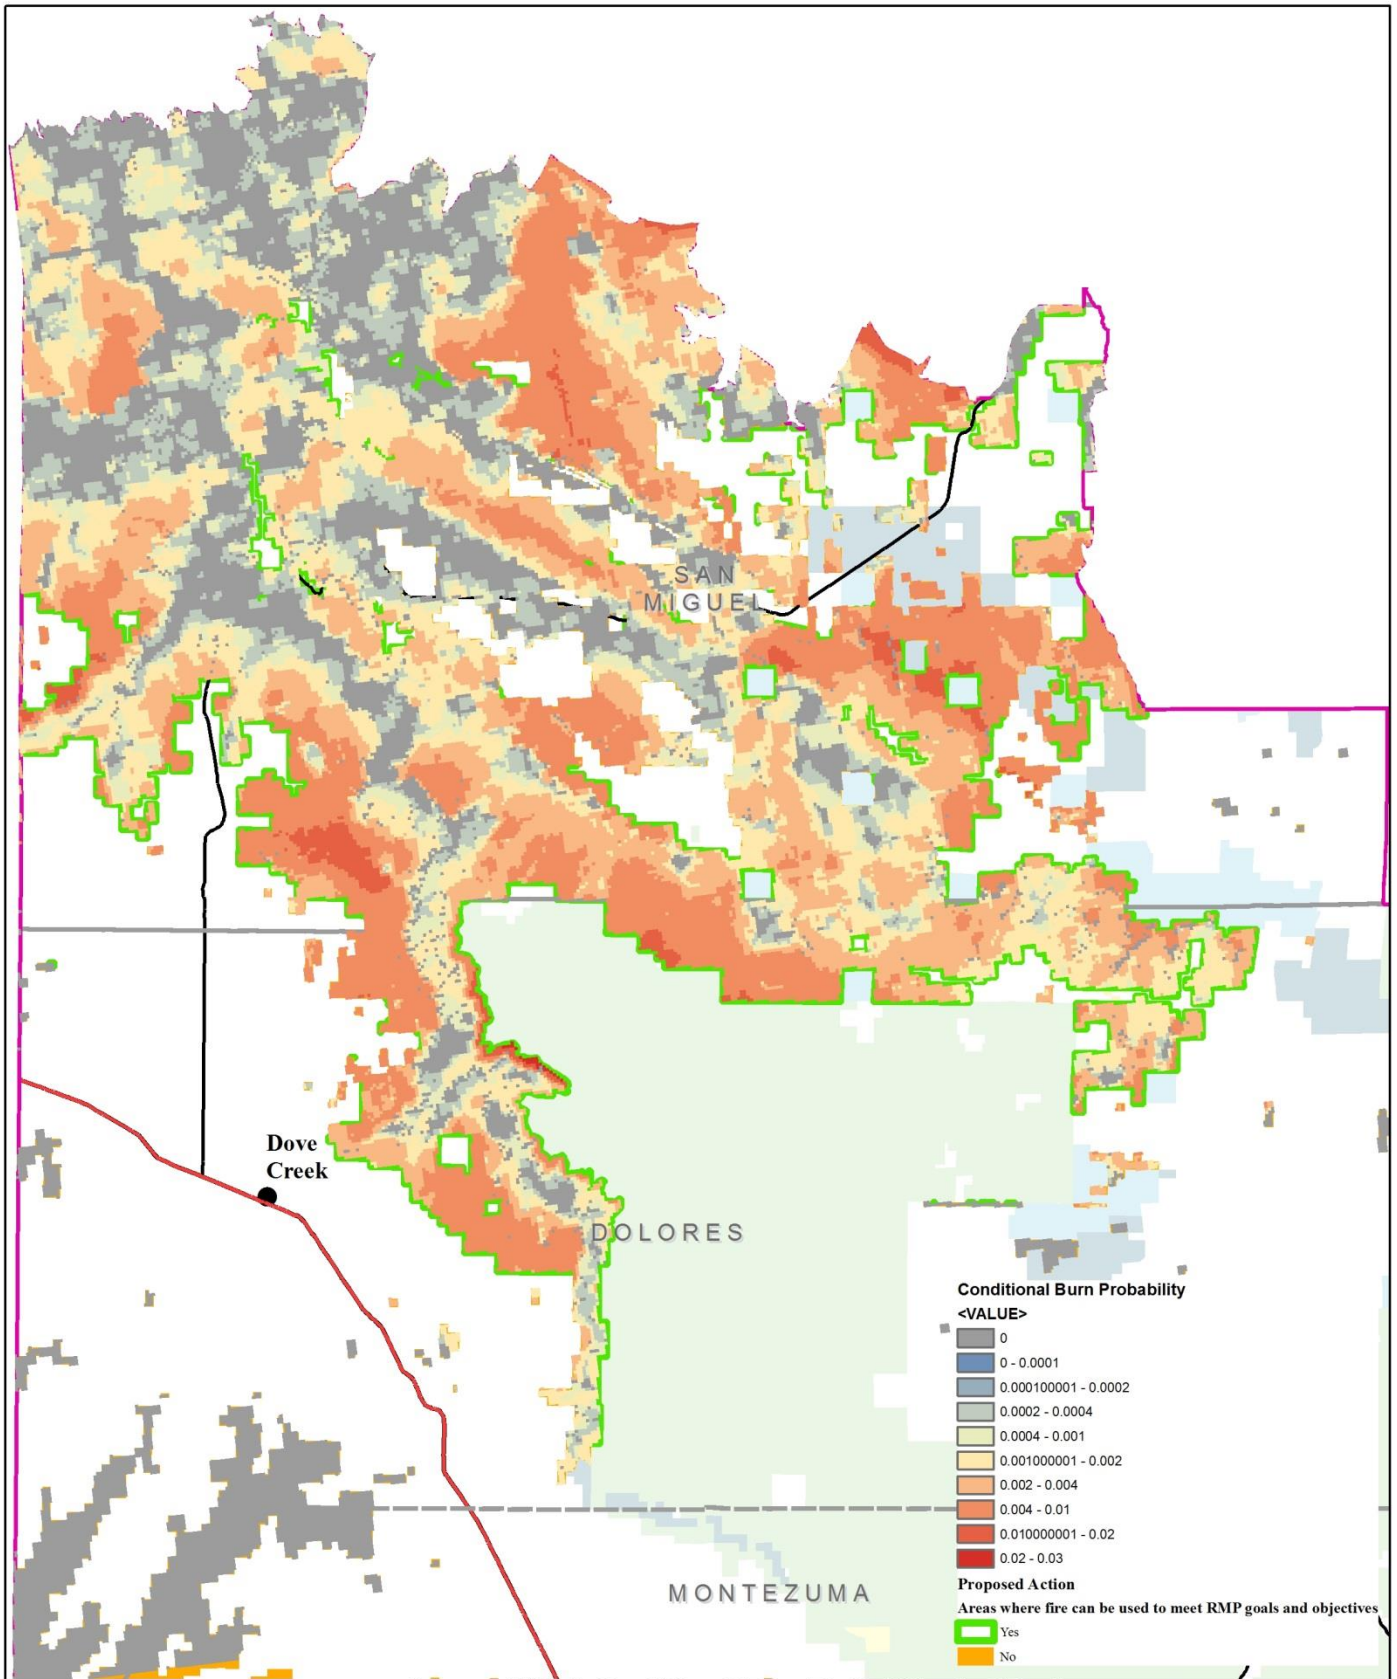 SAN
MIGUEL
Dove
Creek
DOLORES
MONTEZUMA
Conditional Burn Probability
<VALUE>
0
0 - 0.0001
0.000100001 - 0.0002
0.0002 - 0.0004
0.0004 - 0.001
0.001000001 - 0.002
0.002 - 0.004
0.004 - 0.01
0.010000001 - 0.02
0.02 - 0.03
Proposed Action
Areas where fire can be used to meet RMP goals and objectives
Yes
No